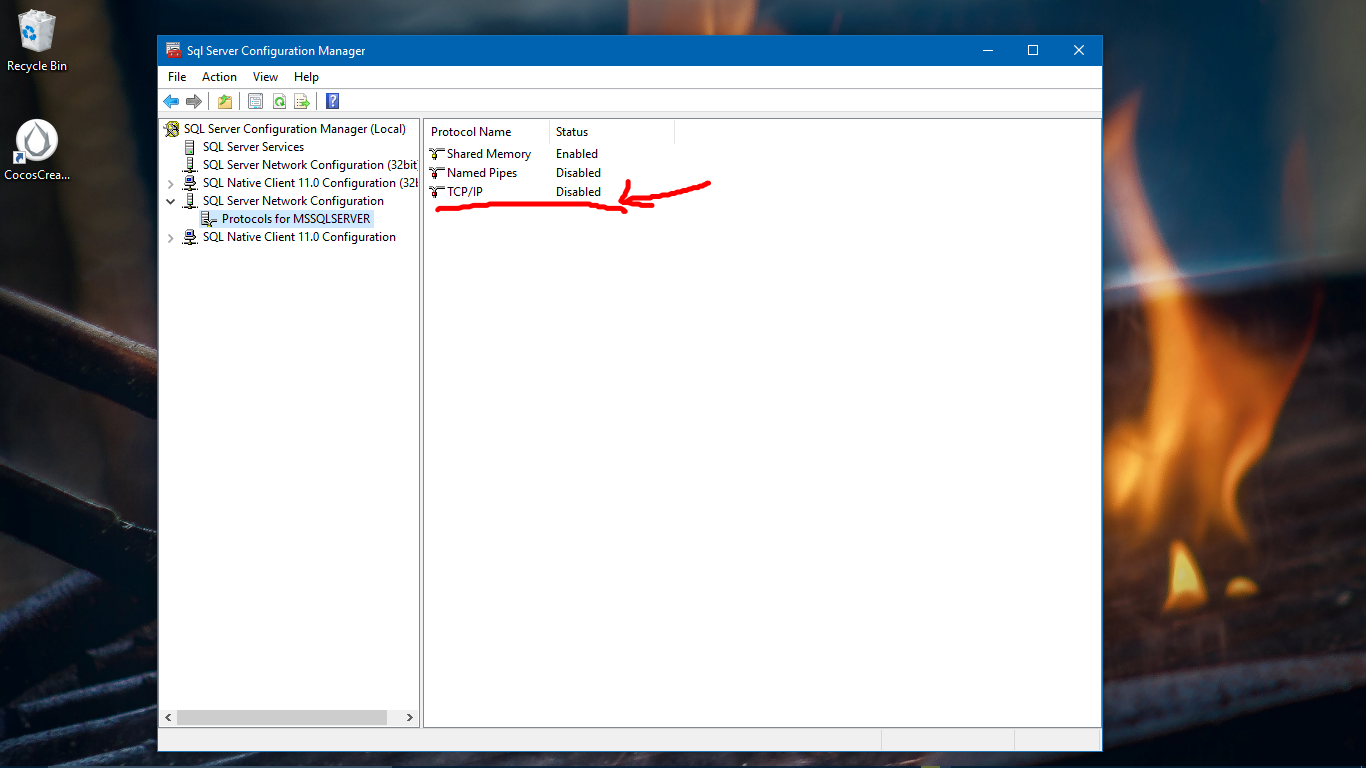 Recycle Bin
CocosCrea...
Sql Server Configuration Manager
File Action View Help
SQL Server Configuration Manager (Local)
SQL Server Services
SQL Server Network Configuration (32bit
SQL Native Client 11.0 Configuration (32b
SQL Server Network Configuration
Protocols for MSSQLSERVER
SQL Native Client 11.0 Configuration
Protocol Name Status
Shared Memory Enabled
Named Pipes Disabled
TCP/IP Disabled